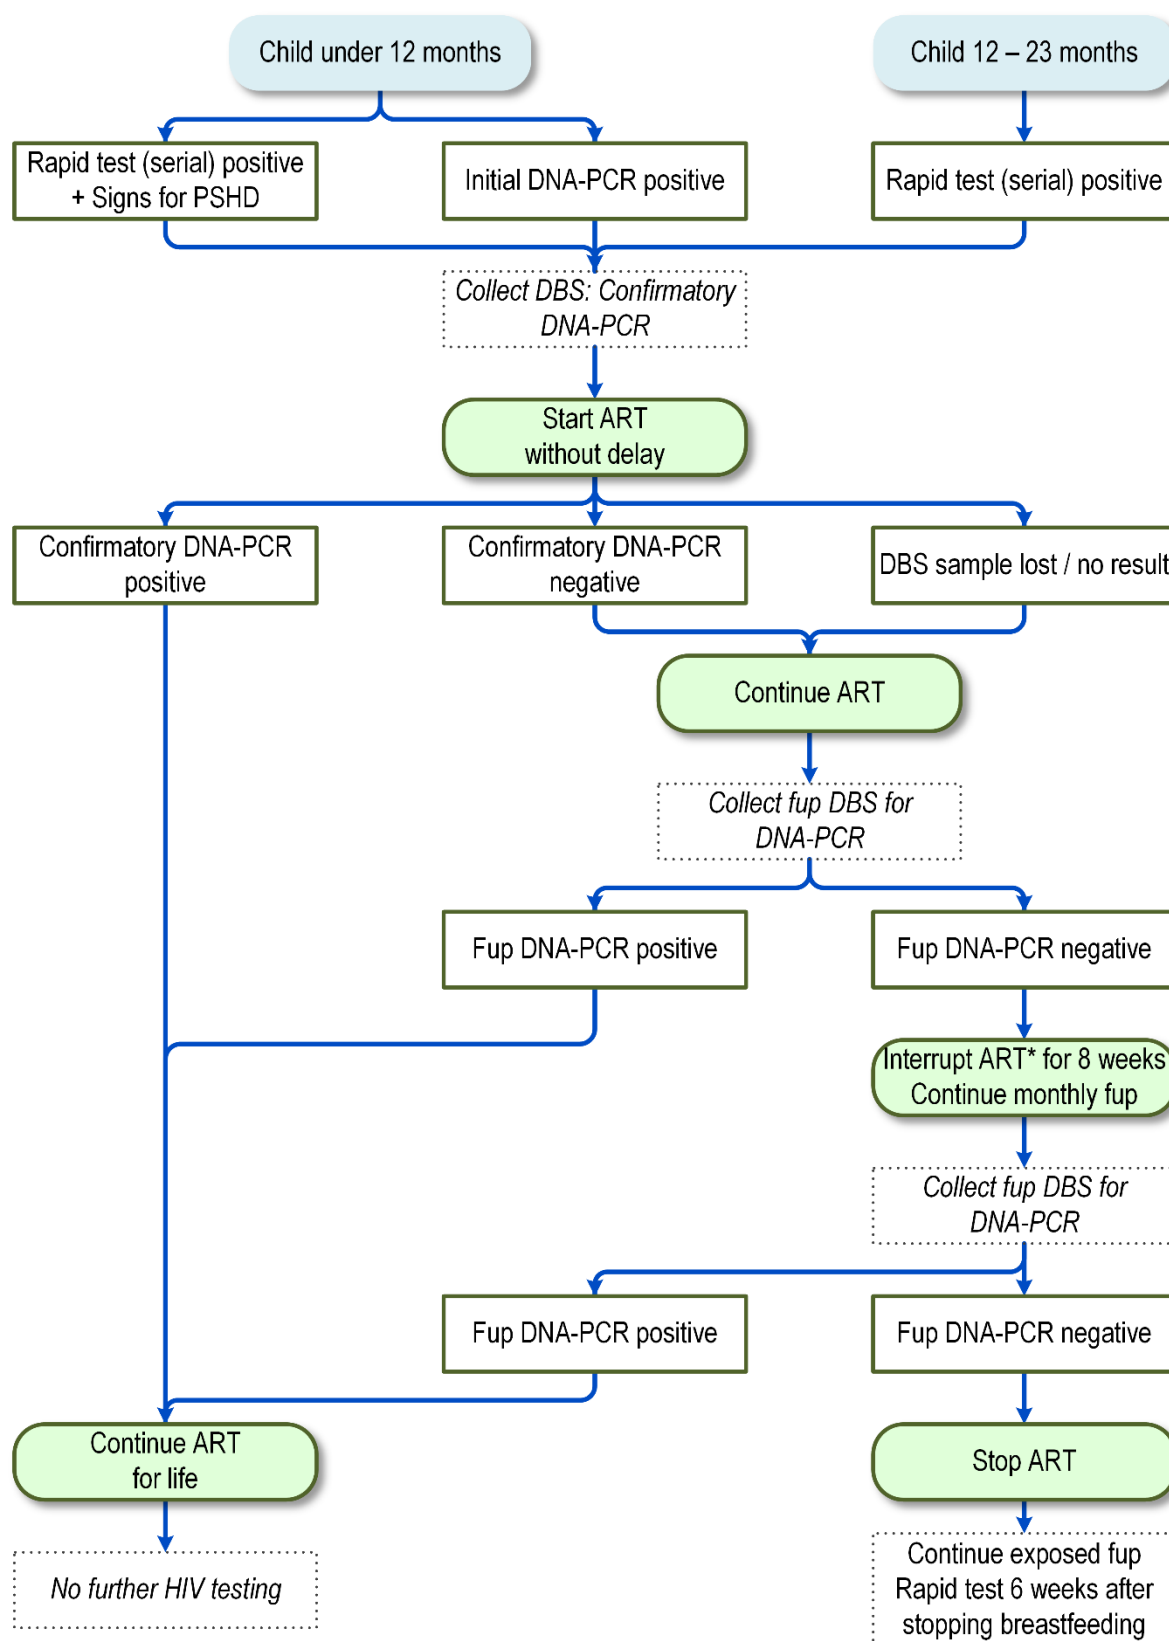 Child under 12 months
Child 12 – 23 months
Rapid test (serial) positive
+ Signs for PSHD
Initial DNA-PCR positive
Rapid test (serial) positive
Collect DBS: Confirmatory
DNA-PCR
Start ART
without delay
Confirmatory DNA-PCR
positive
Confirmatory DNA-PCR
negative
DBS sample lost / no result
Continue ART
Collect fup DBS for
DNA-PCR
Fup DNA-PCR positive
Fup DNA-PCR negative
Interrupt ART* for 8 weeks
Continue monthly fup
Collect fup DBS for
DNA-PCR
Fup DNA-PCR positive
Fup DNA-PCR negative
Continue ART
for life
Stop ART
No further HIV testing
Continue exposed fup
Rapid test 6 weeks after
stopping breastfeeding